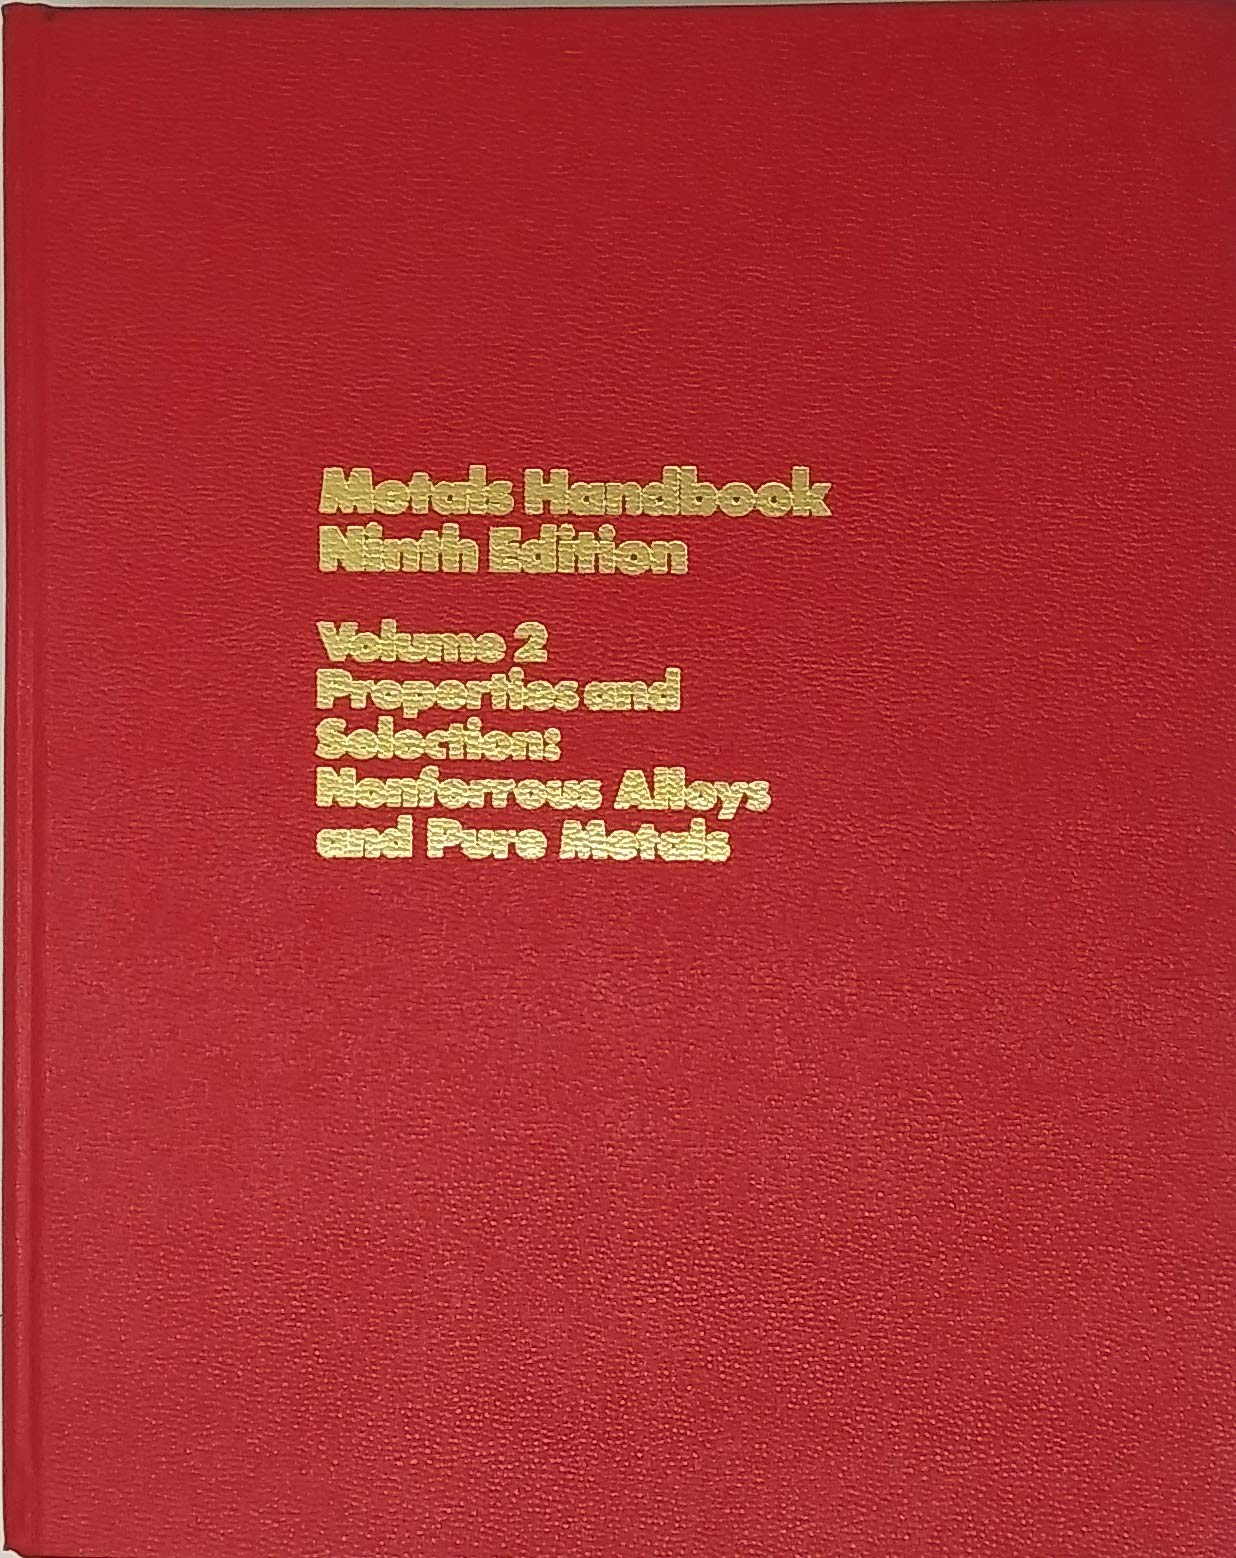 Metals Handbook
Ninth Edition
Volume 2
Properties and
Selection:
Nonferrous Alloys
and Pure Metals